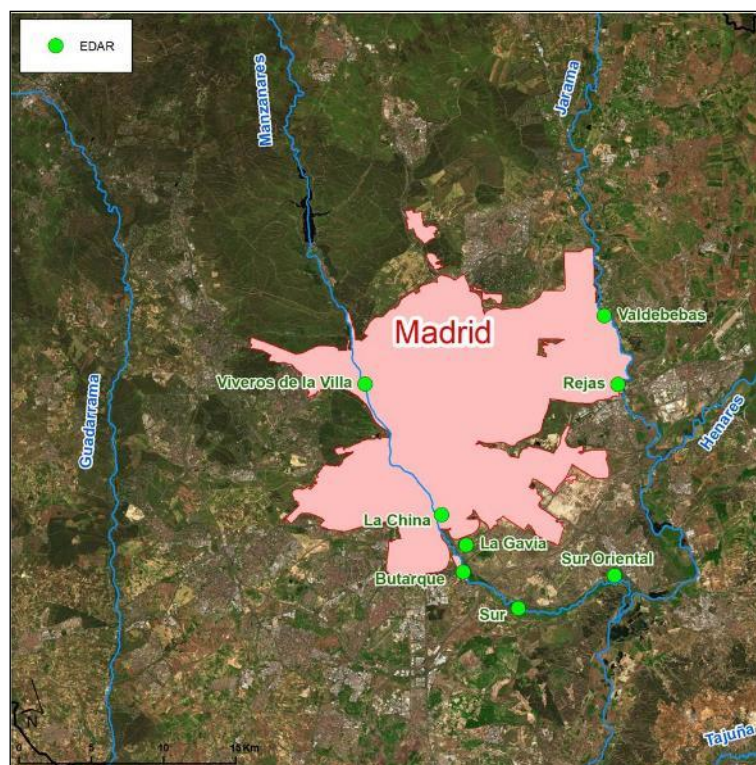 EDAR
Manzanares
Jarama
Valdebebas
Madrid
Viveros de la Villa
Rejas
Guadarrama
Henares
La China
La Gavia
Sur Oriental
Butarque
Sur
N
0 5 10 15 Km
Tajuña